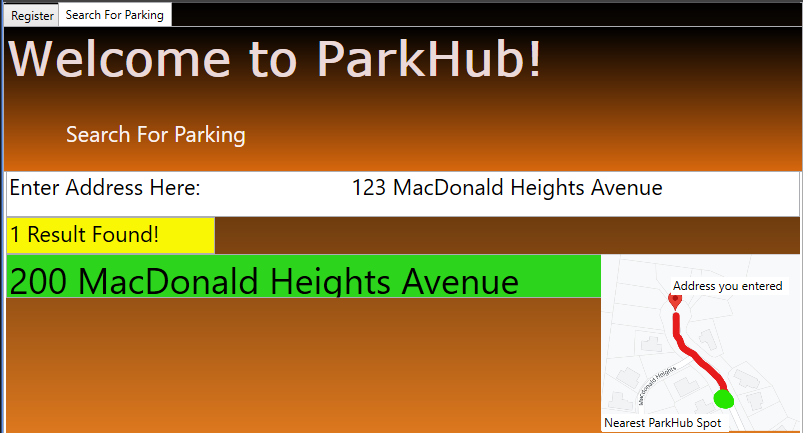 Register
Search For Parking
Welcome to ParkHub!
Search For Parking
Enter Address Here:
123 MacDonald Heights Avenue
1 Result Found!
200 MacDonald Heights Avenue
Address you entered
Macdonald Heights
Nearest ParkHub Spot